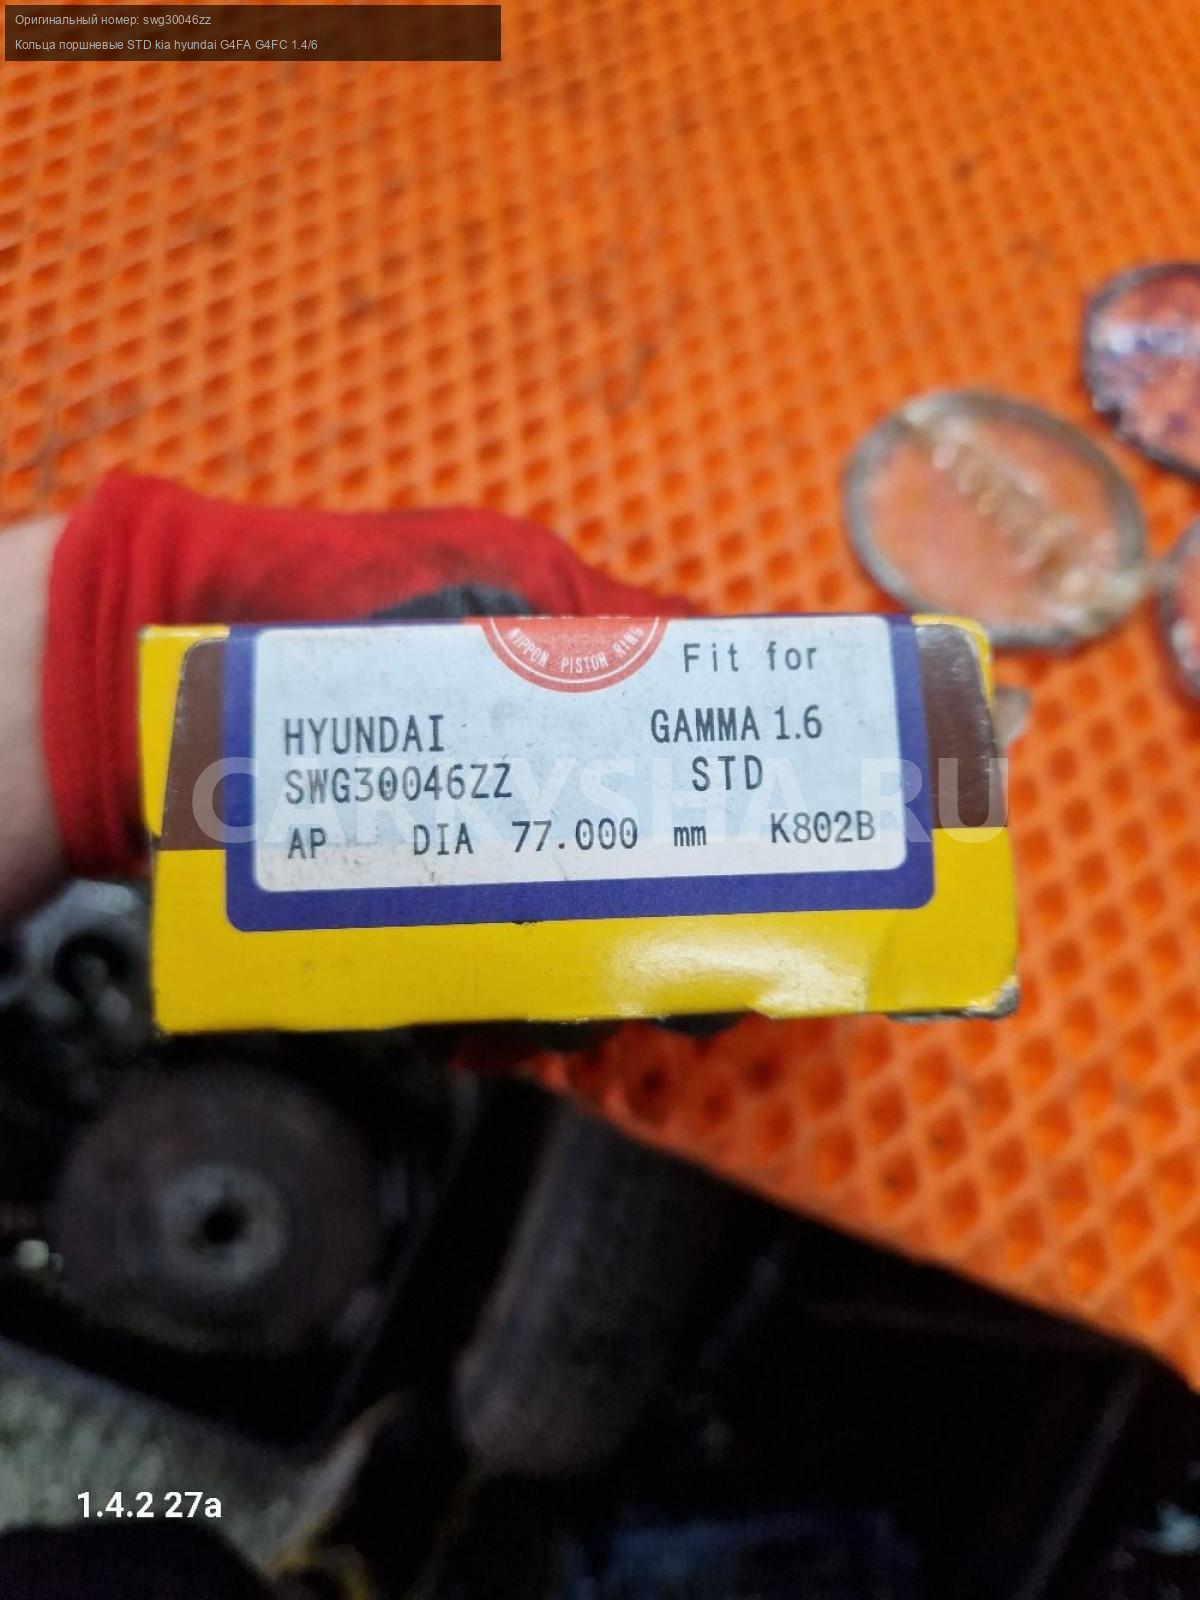 Оригинальный номер: swg30046zz
Кольца поршневые STD kia hyundai G4FA G4FC 1.4/6
NIPPON PISTON RING
Fit for
HYUNDAI GAMMA 1.6
SWG30046ZZ STD
CARKYSHA.RU
AP DIA 77.000 mm K802B
1.4.2 27a